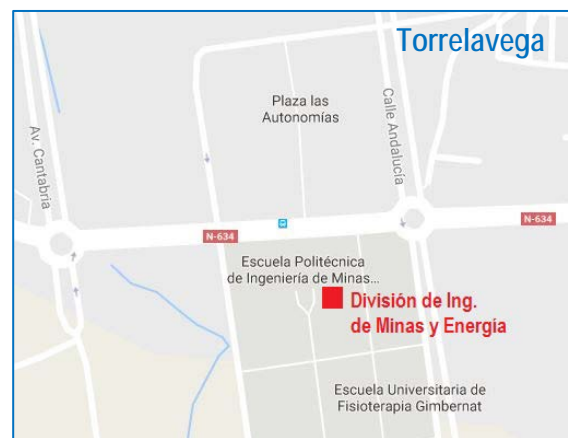 Torrelavega
Plaza las
Autonomías
Calle Andalucía
Av. Cantabria
N-634
N-634
Escuela Politécnica
de Ingeniería de Minas...
División de Ing.
de Minas y Energía
Escuela Universitaria de
Fisioterapia Gimbernat